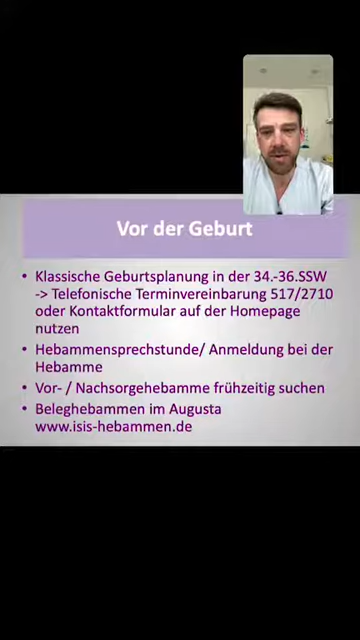 Vor der Geburt
• Klassische Geburtsplanung in der 34.-36.SSW
-> Telefonische Terminvereinbarung 517/2710
oder Kontaktformular auf der Homepage
nutzen
• Hebammensprechstunde/ Anmeldung bei der
Hebamme
• Vor- / Nachsorgehebamme frühzeitig suchen
• Beleghebammen im Augusta
www.isis-hebammen.de